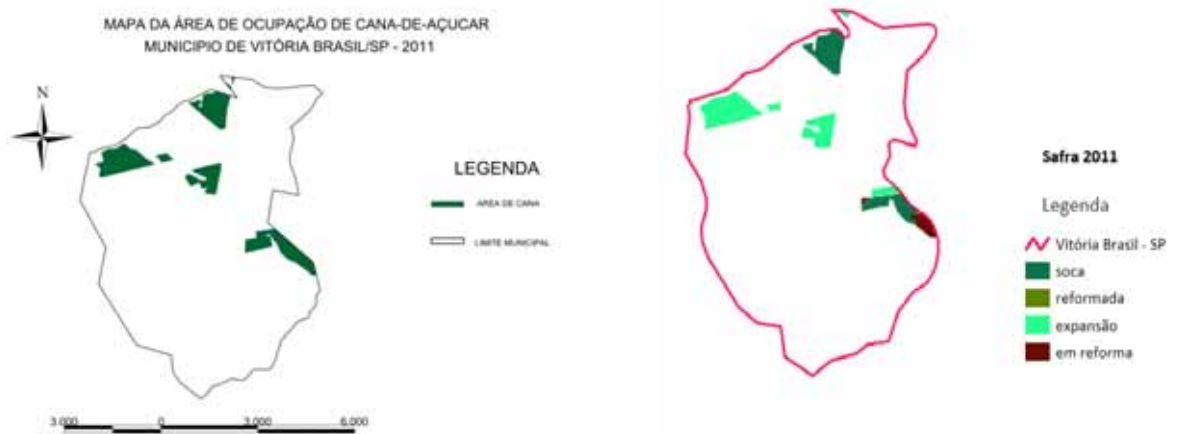 MAPA DA ÁREA DE OCUPAÇÃO DE CANA-DE-AÇUCAR
MUNICIPIO DE VITÓRIA BRASIL/SP - 2011
N
LEGENDA
AREA DE CANA
LIMITE MUNICIPAL
3.000 0 3.000 6.000
Safra 2011
Legenda
Vitória Brasil - SP
soca
reformada
expansão
em reforma